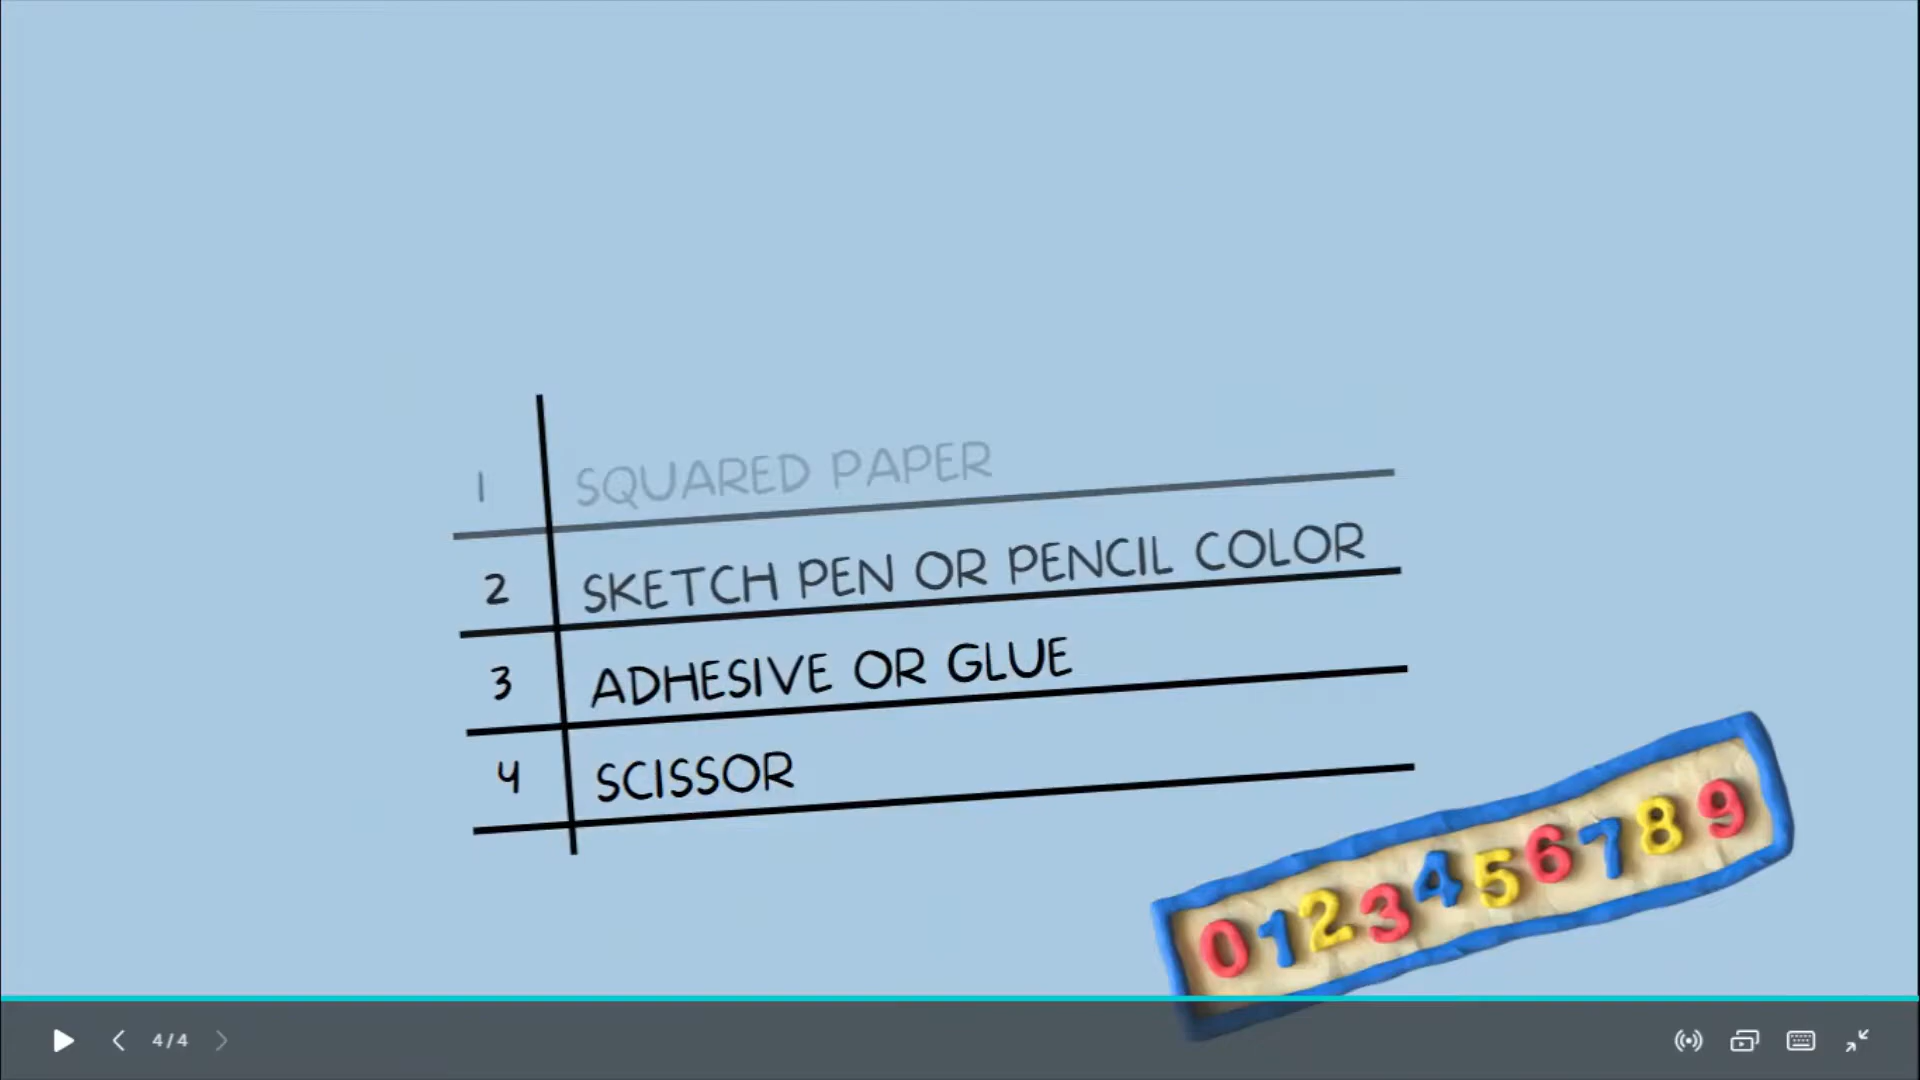 1 SQUARED PAPER
2 SKETCH PEN OR PENCIL COLOR
3 ADHESIVE OR GLUE
4 SCISSOR
0123456789
4/4